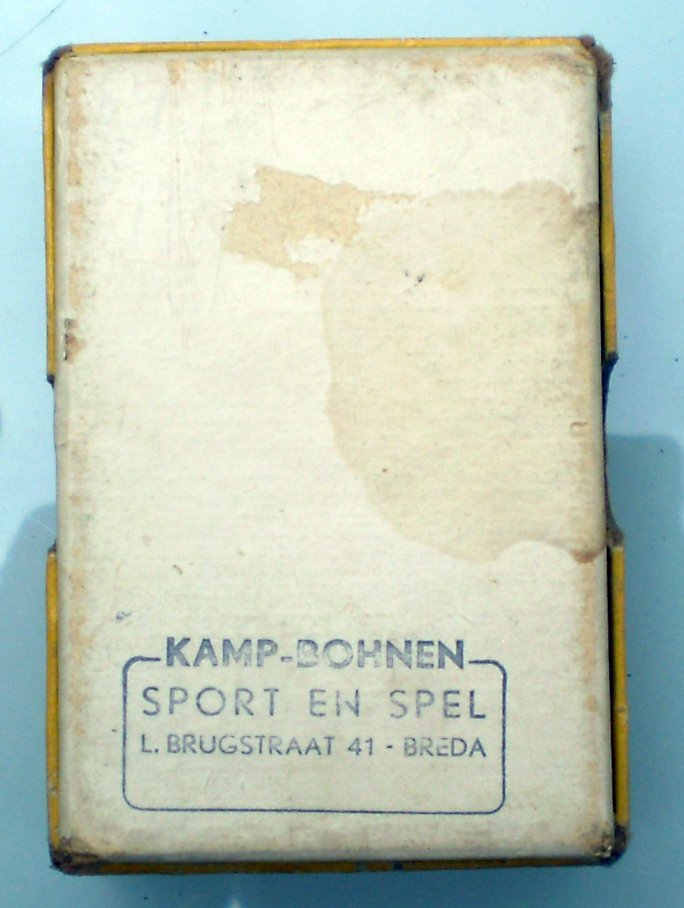 KAMP-BOHNEN
SPORT EN SPEL
L. BRUGSTRAAT 41 - BREDA